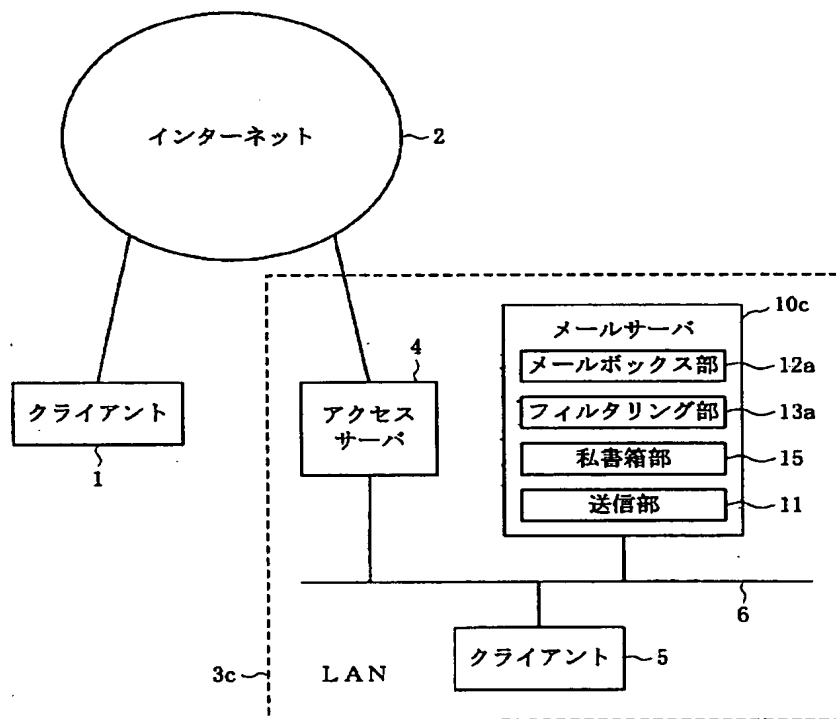 インターネット
2
10c
メールサーバ
メールボックス部
12a
フィルタリング部
13a
私書箱部
15
送信部
11
4
アクセス
サーバ
クライアント
1
6
クライアント
5
3c
LAN